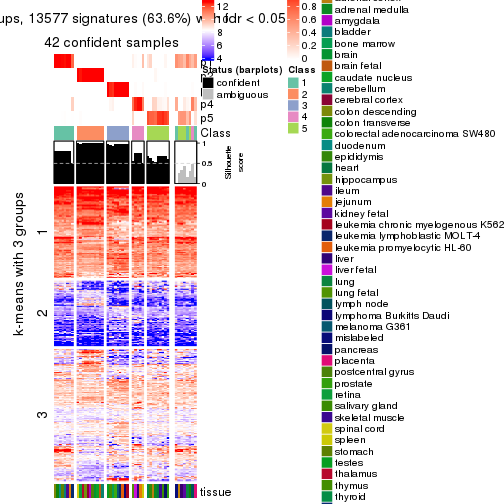 ups, 13577 signatures (63.6%) with fdr < 0.05
42 confident samples
p4
p5
Class
1
0.5
0
Silhouette
score
k-means with 3 groups
1
2
3
tissue
12
10
8
6
4
0.8
0.6
0.4
0.2
0
Status (barplots)
confident
ambiguous
Class
1
2
3
4
5
adrenal medulla
amygdala
bladder
bone marrow
brain
brain fetal
caudate nucleus
cerebellum
cerebral cortex
colon descending
colon transverse
colorectal adenocarcinoma SW480
duodenum
epididymis
heart
hippocampus
ileum
jejunum
kidney fetal
leukemia chronic myelogenous K562
leukemia lymphoblastic MOLT-4
leukemia promyelocytic HL-60
liver
liver fetal
lung
lung fetal
lymph node
lymphoma Burkitts Daudi
melanoma G361
mislabeled
pancreas
placenta
postcentral gyrus
prostate
retina
salivary gland
skeletal muscle
spinal cord
spleen
stomach
testes
thalamus
thymus
thyroid